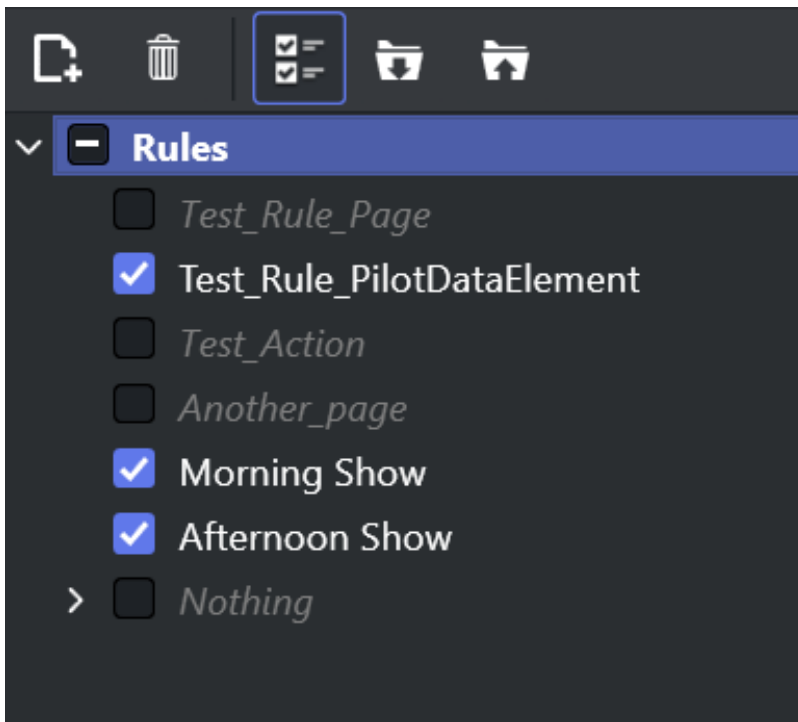 Rules
Test_Rule_Page
Test_Rule_PilotDataElement
Test_Action
Another_page
Morning Show
Afternoon Show
Nothing